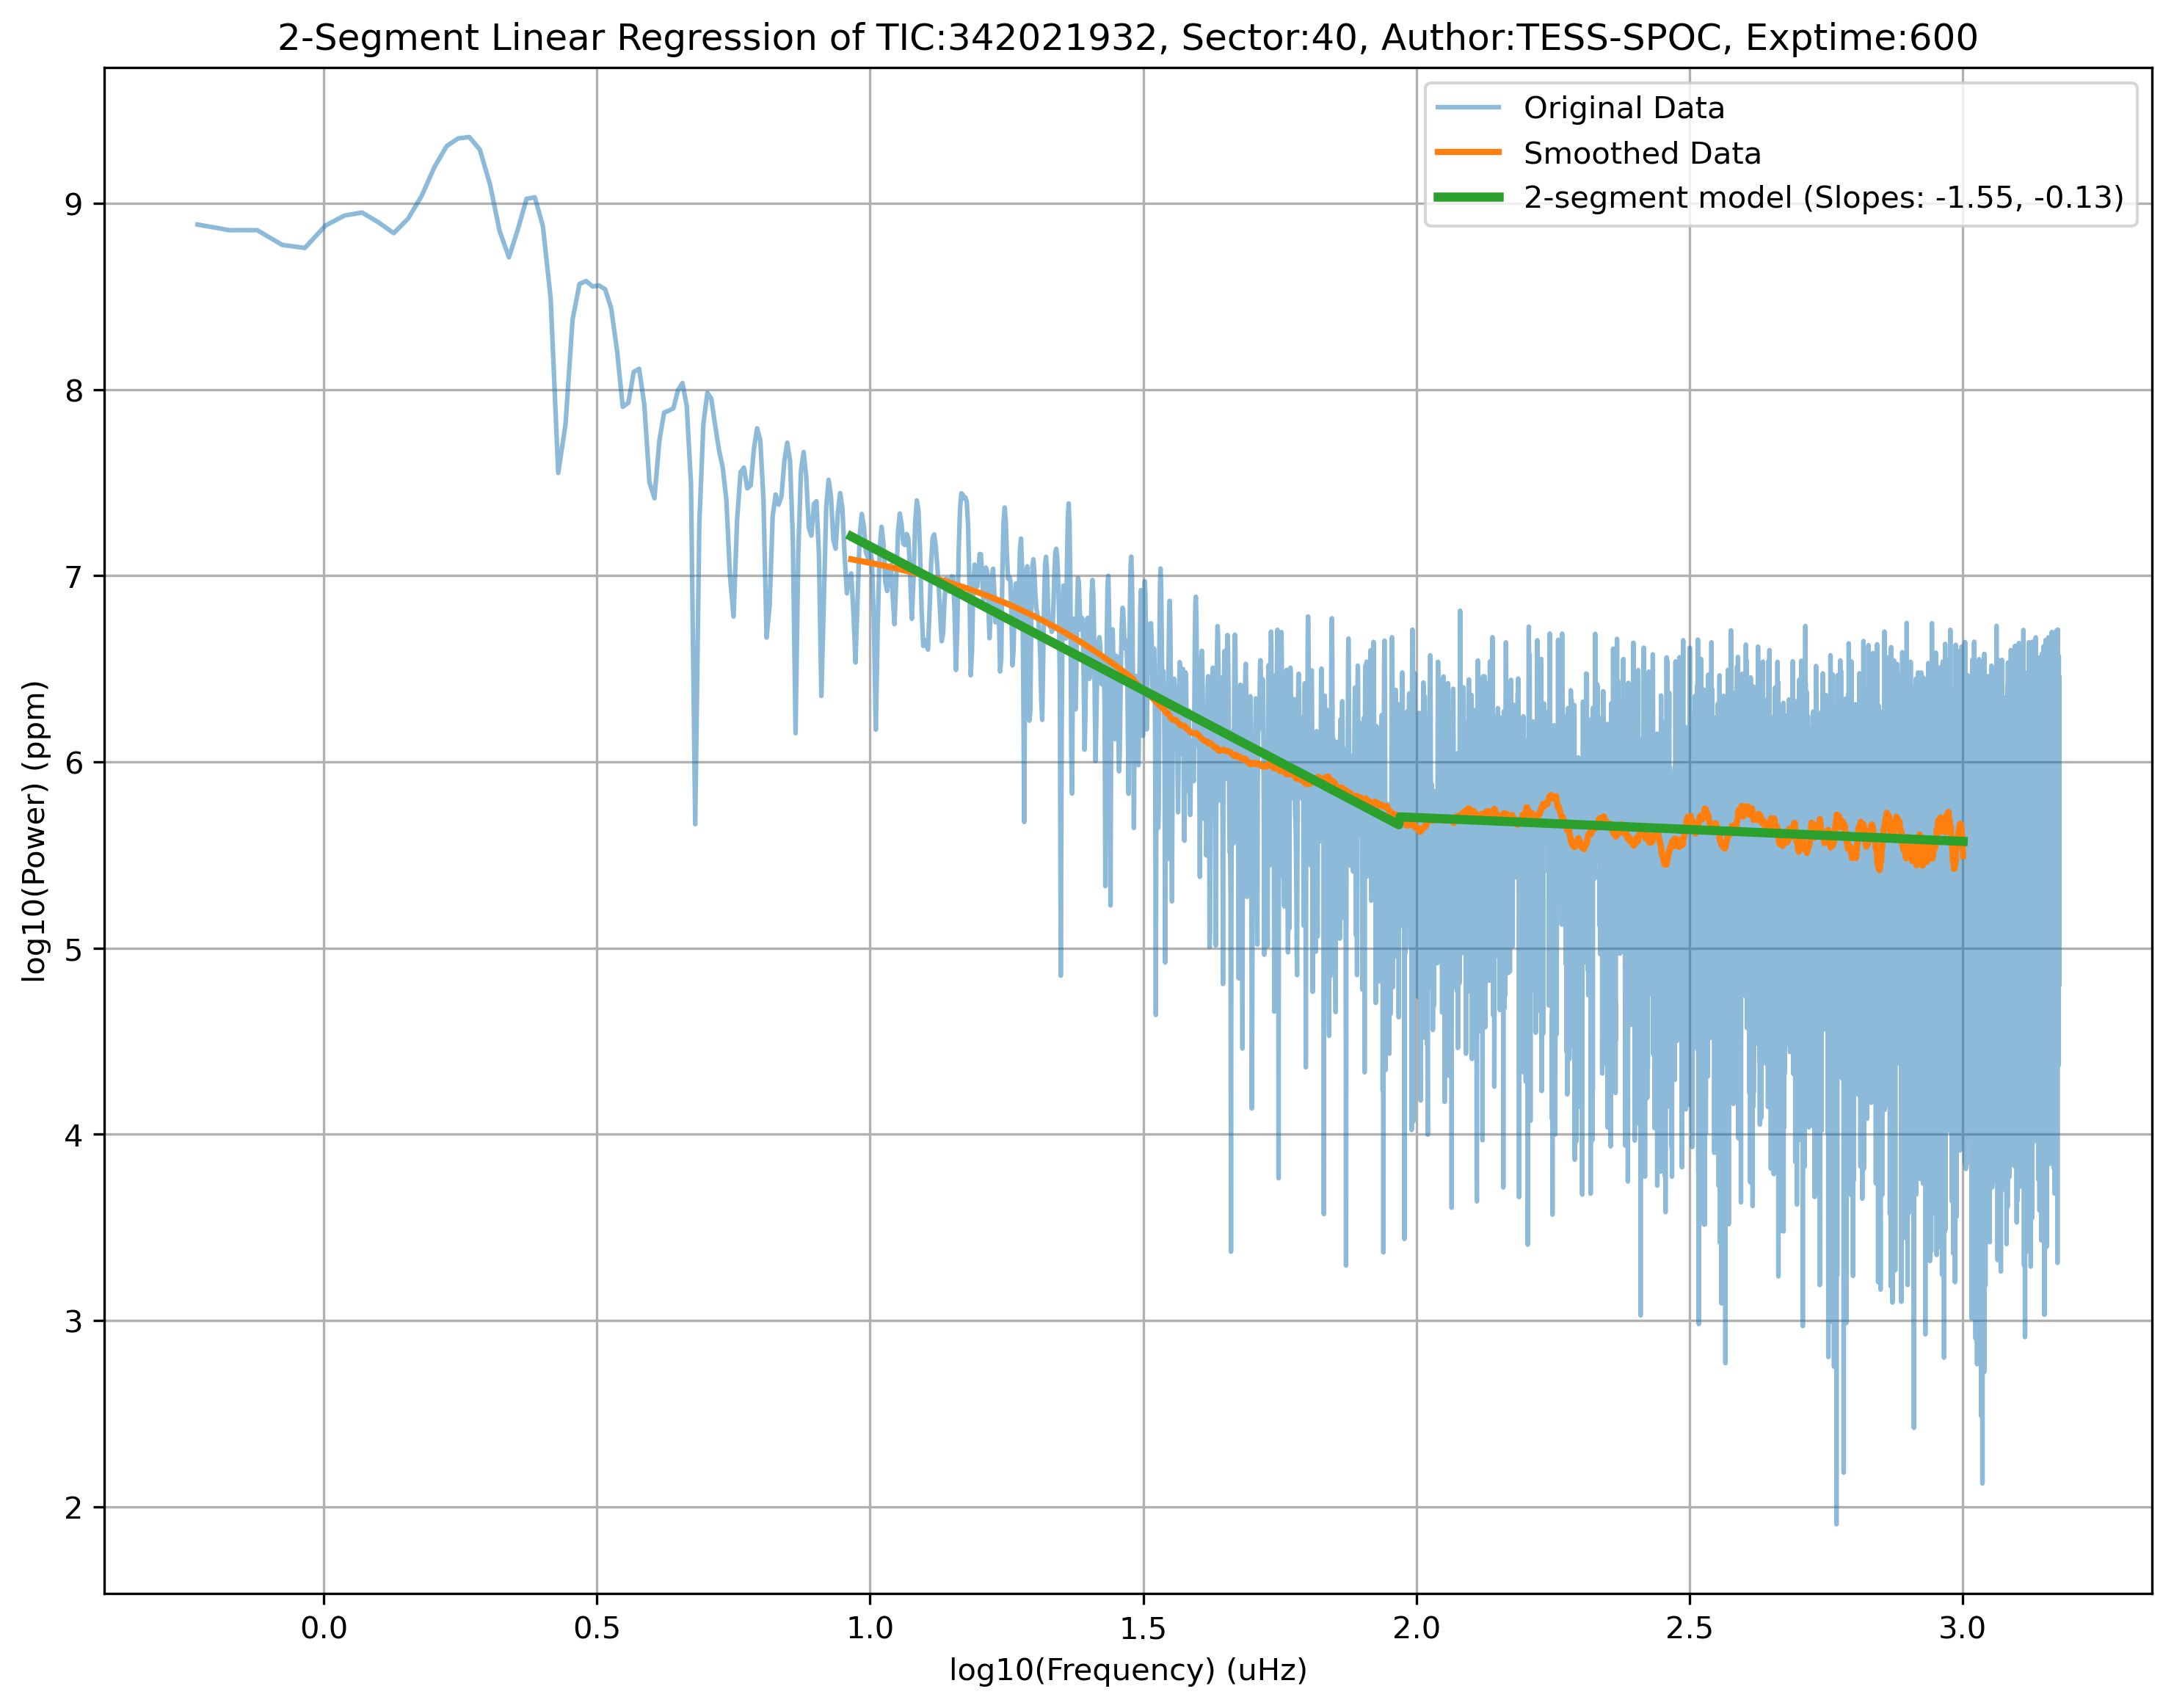 2-Segment Linear Regression of TIC:342021932, Sector:40, Author:TESS-SPOC, Exptime:600
Original Data
Smoothed Data
2-segment model (Slopes: -1.55, -0.13)
log10(Power) (ppm)
9
8
7
6
5
4
3
2
0.0 0.5 1.0 1.5 2.0 2.5 3.0
log10(Frequency) (uHz)